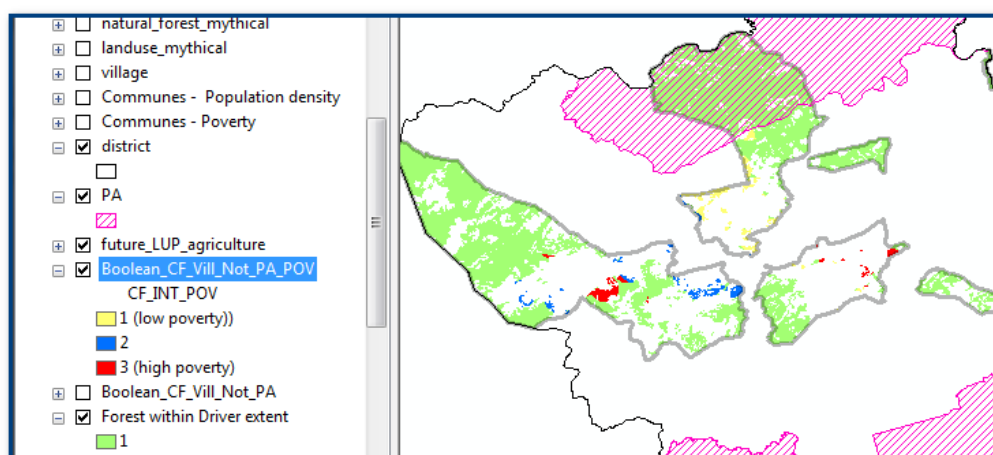 natural_forest_mythical
landuse_mythical
village
Communes - Population density
Communes - Poverty
district
PA
future_LUP_agriculture
Boolean_CF_Vill_Not_PA_POV
CF_INT_POV
1 (low poverty))
2
3 (high poverty)
Boolean_CF_Vill_Not_PA
Forest within Driver extent
1